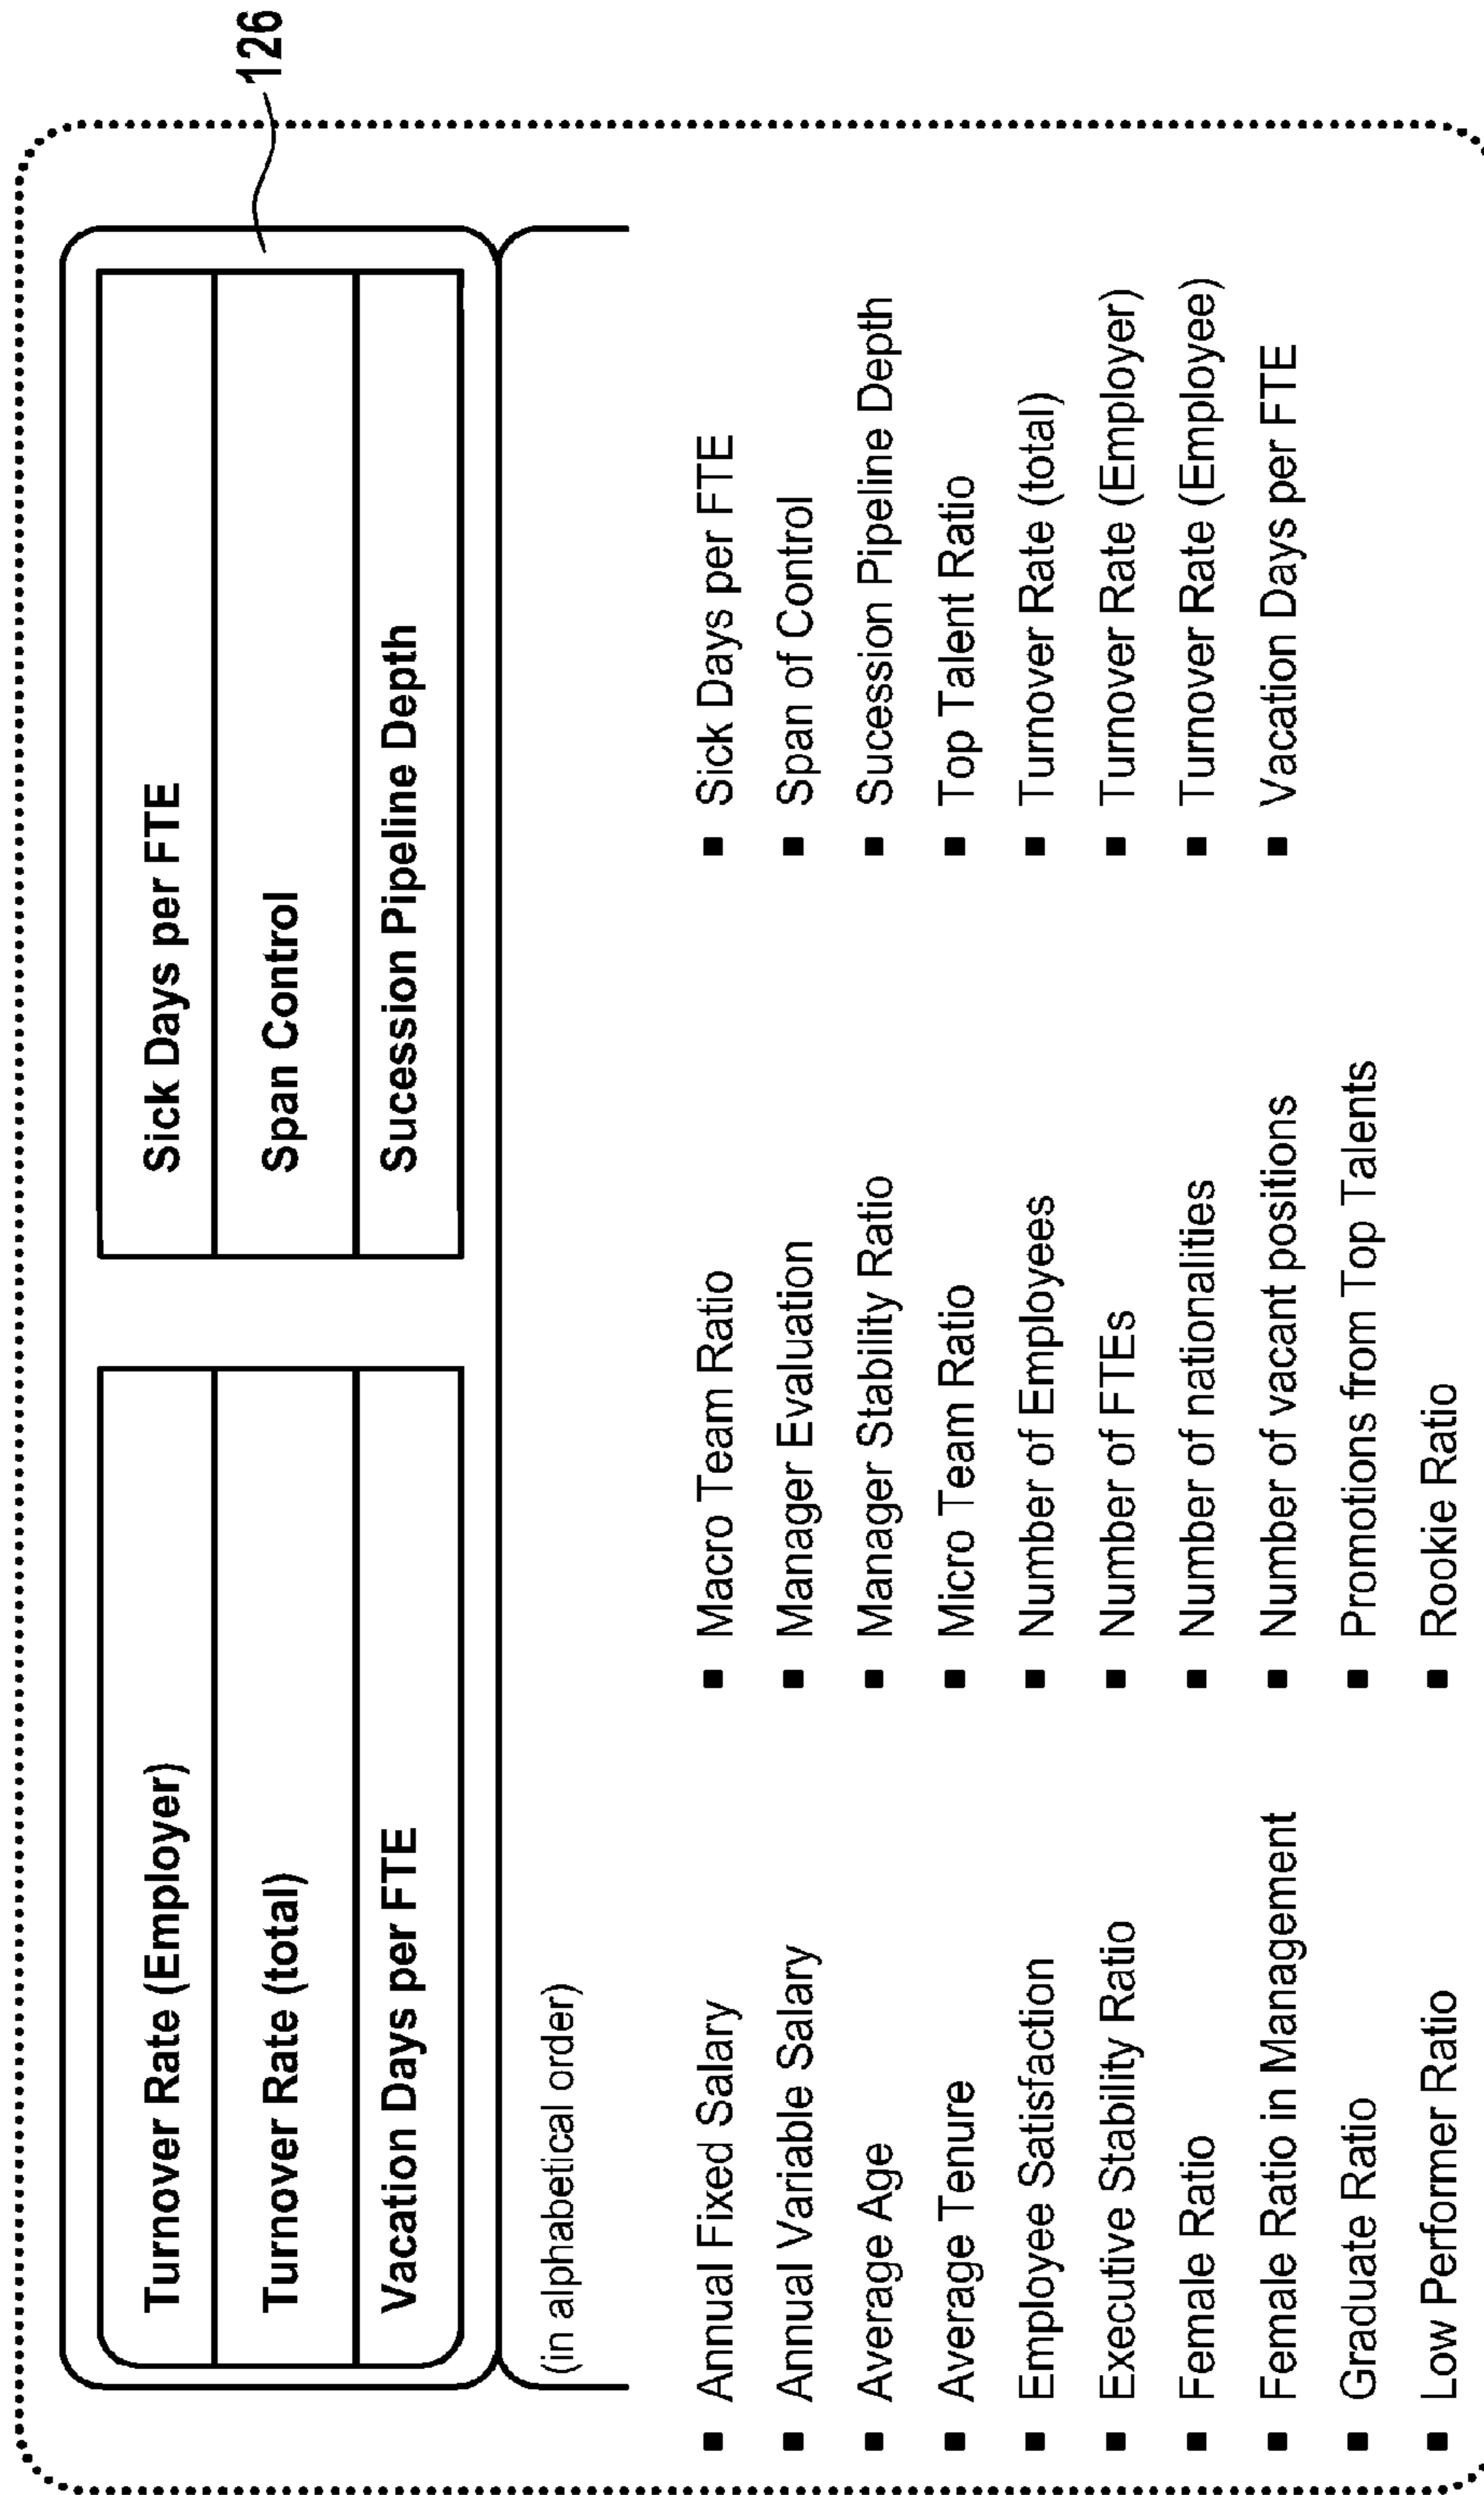 126
Turnover Rate (Employer)
Turnover Rate (total)
Vacation Days per FTE
Sick Days per FTE
Span Control
Sucession Pipeline Depth
(in alphabetical order)
▪ Annual Fixed Salary
▪ Annual Variable Salary
▪ Average Age
▪ Average Tenure
▪ Employee Satisfaction
▪ Executive Stability Ratio
▪ Female Ratio
▪ Female Ratio in Management
▪ Graduate Ratio
▪ Low Performer Ratio
▪ Macro Team Ratio
▪ Manager Evaluation
▪ Manager Stability Ratio
▪ Micro Team Ratio
▪ Number of Employees
▪ Number of FTEs
▪ Number of nationalities
▪ Number of vacant positions
▪ Promotions from Top Talents
▪ Rookie Ratio
▪ Sick Days per FTE
▪ Span of Control
▪ Sucession Pipeline Depth
▪ Top Talent Ratio
▪ Turnover Rate (total)
▪ Turnover Rate (Employer)
▪ Turnover Rate (Employee)
▪ Vacation Days per FTE